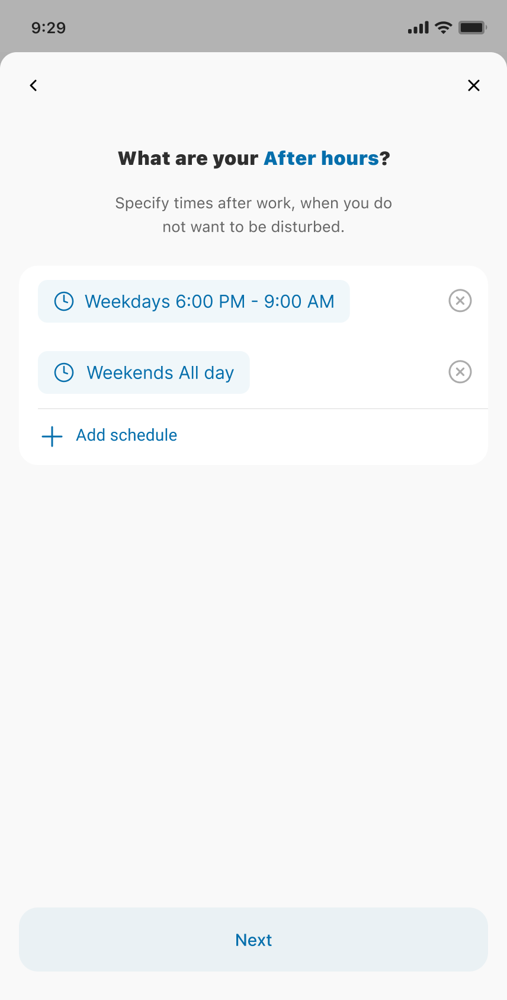 9:29
What are your After hours?
Specify times after work, when you do
not want to be disturbed.
Weekdays 6:00 PM - 9:00 AM
Weekends All day
Add schedule
Next